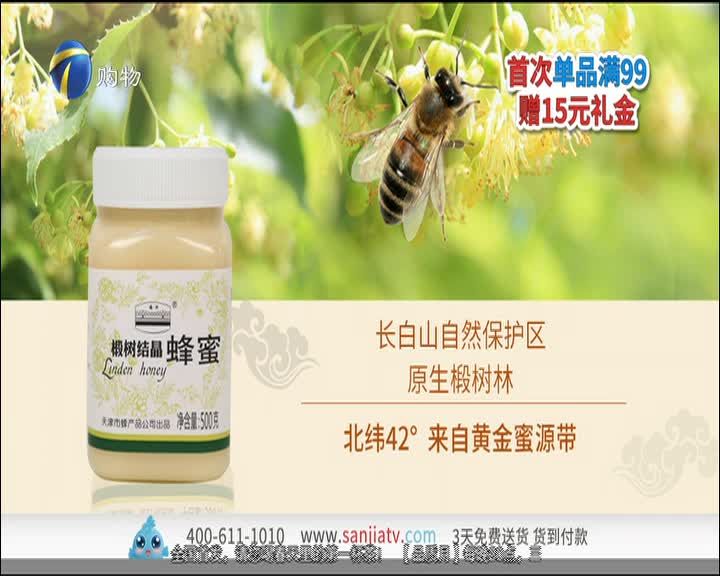 购物
首次单品满99
赠15元礼金
长白山自然保护区
原生椴树林
北纬42° 来自黄金蜜源带
椴树结晶 蜂蜜
Linden honey
天津市蜂产品公司出品 净含量:500克
400-611-1010 www.sanjiatv.com 3天免费送货 货到付款